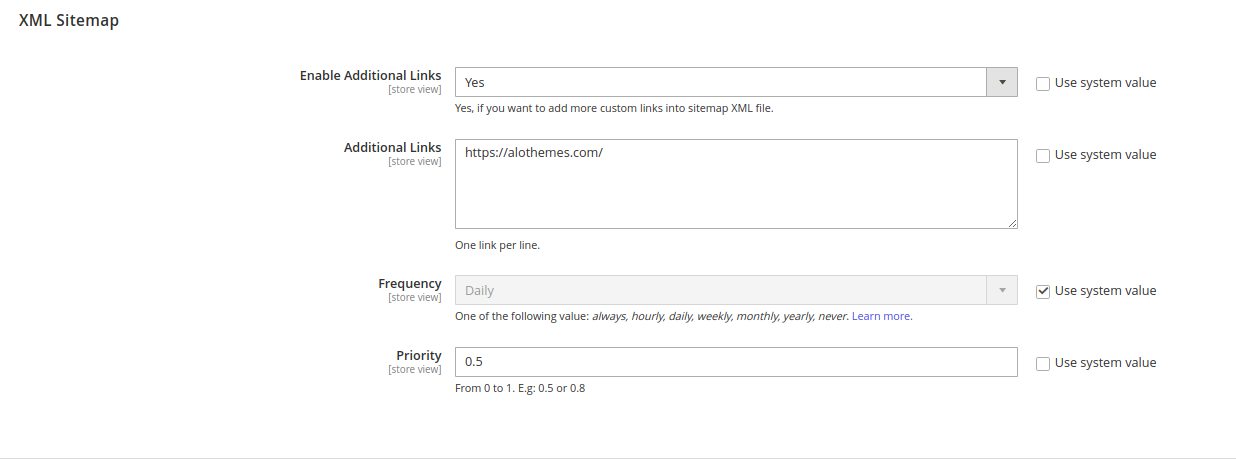 XML Sitemap
Enable Additional Links
[store view]
Yes
Use system value
Yes, if you want to add more custom links into sitemap XML file.
Additional Links
[store view]
https://alothemes.com/
Use system value
One link per line.
Frequency
[store view]
Daily
Use system value
One of the following value: always, hourly, daily, weekly, monthly, yearly, never. Learn more.
Priority
[store view]
0.5
Use system value
From 0 to 1. E.g: 0.5 or 0.8